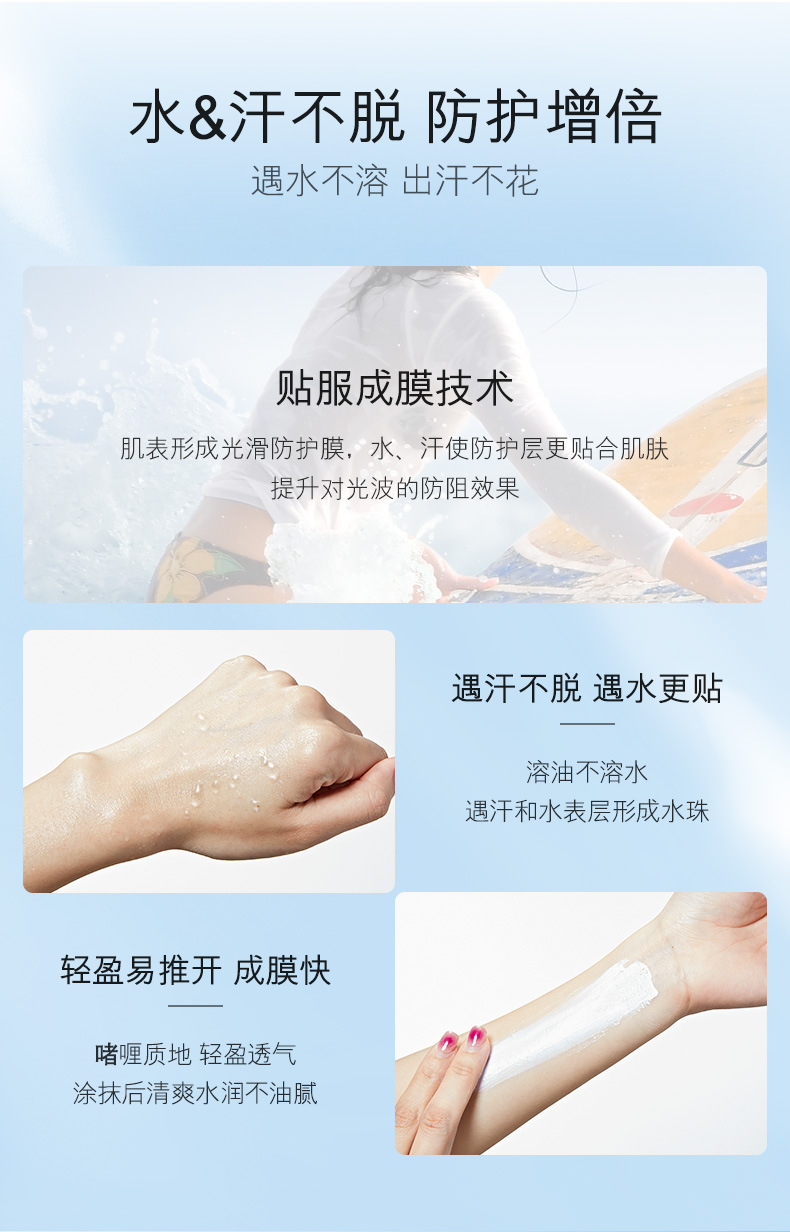 水&汗不脱 防护增倍
遇水不溶 出汗不花
贴服成膜技术
肌表形成光滑防护膜，水、汗使防护层更贴合肌肤
提升对光波的防阻效果
遇汗不脱 遇水更贴
溶油不溶水
遇汗和水表层形成水珠
轻盈易推开 成膜快
啫喱质地 轻盈透气
涂抹后清爽水润不油腻